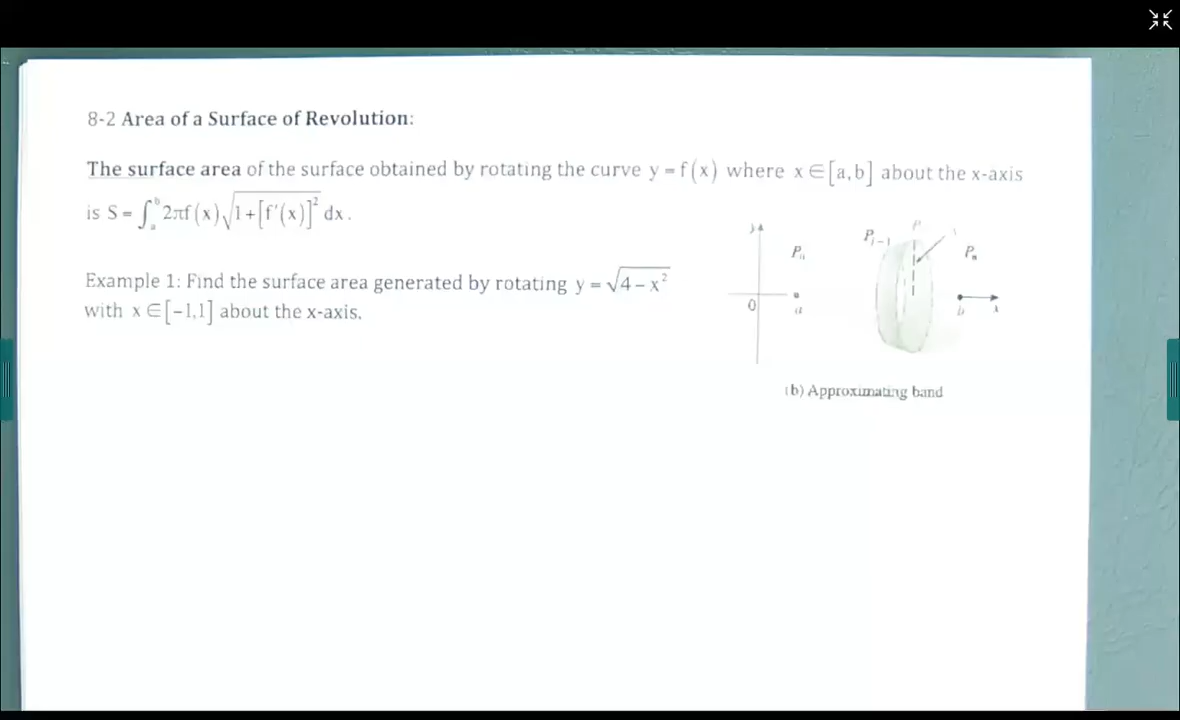 8-2 Area of a Surface of Revolution:
The surface area of the surface obtained by rotating the curve y = f(x) where x ∈ [a,b] about the x-axis
is S = ∫ₐᵇ 2πf(x)√(1+[f′(x)]²) dx.
Example 1: Find the surface area generated by rotating y = √(4 − x²)
with x ∈ [−1,1] about the x-axis.
y
P₀
Pᵢ₋₁
Pₙ
0
a
b
x
(b) Approximating band